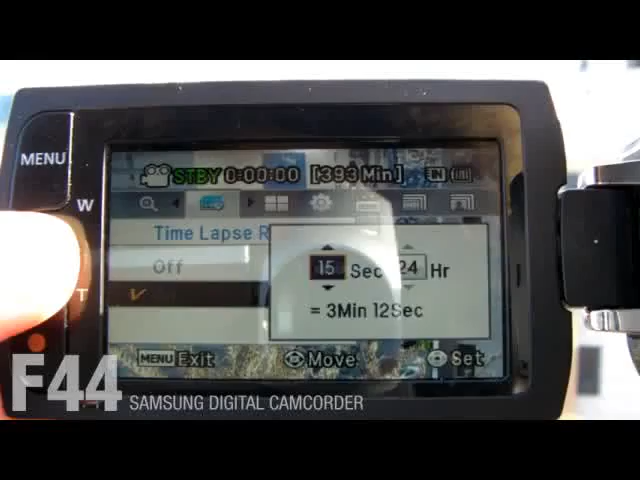 MENU
W
STBY 0:00:00 [393 Min] IN
Time Lapse R
Off
15 Sec 24 Hr
= 3Min 12Sec
T
MENU Exit Move Set
F44 SAMSUNG DIGITAL CAMCORDER